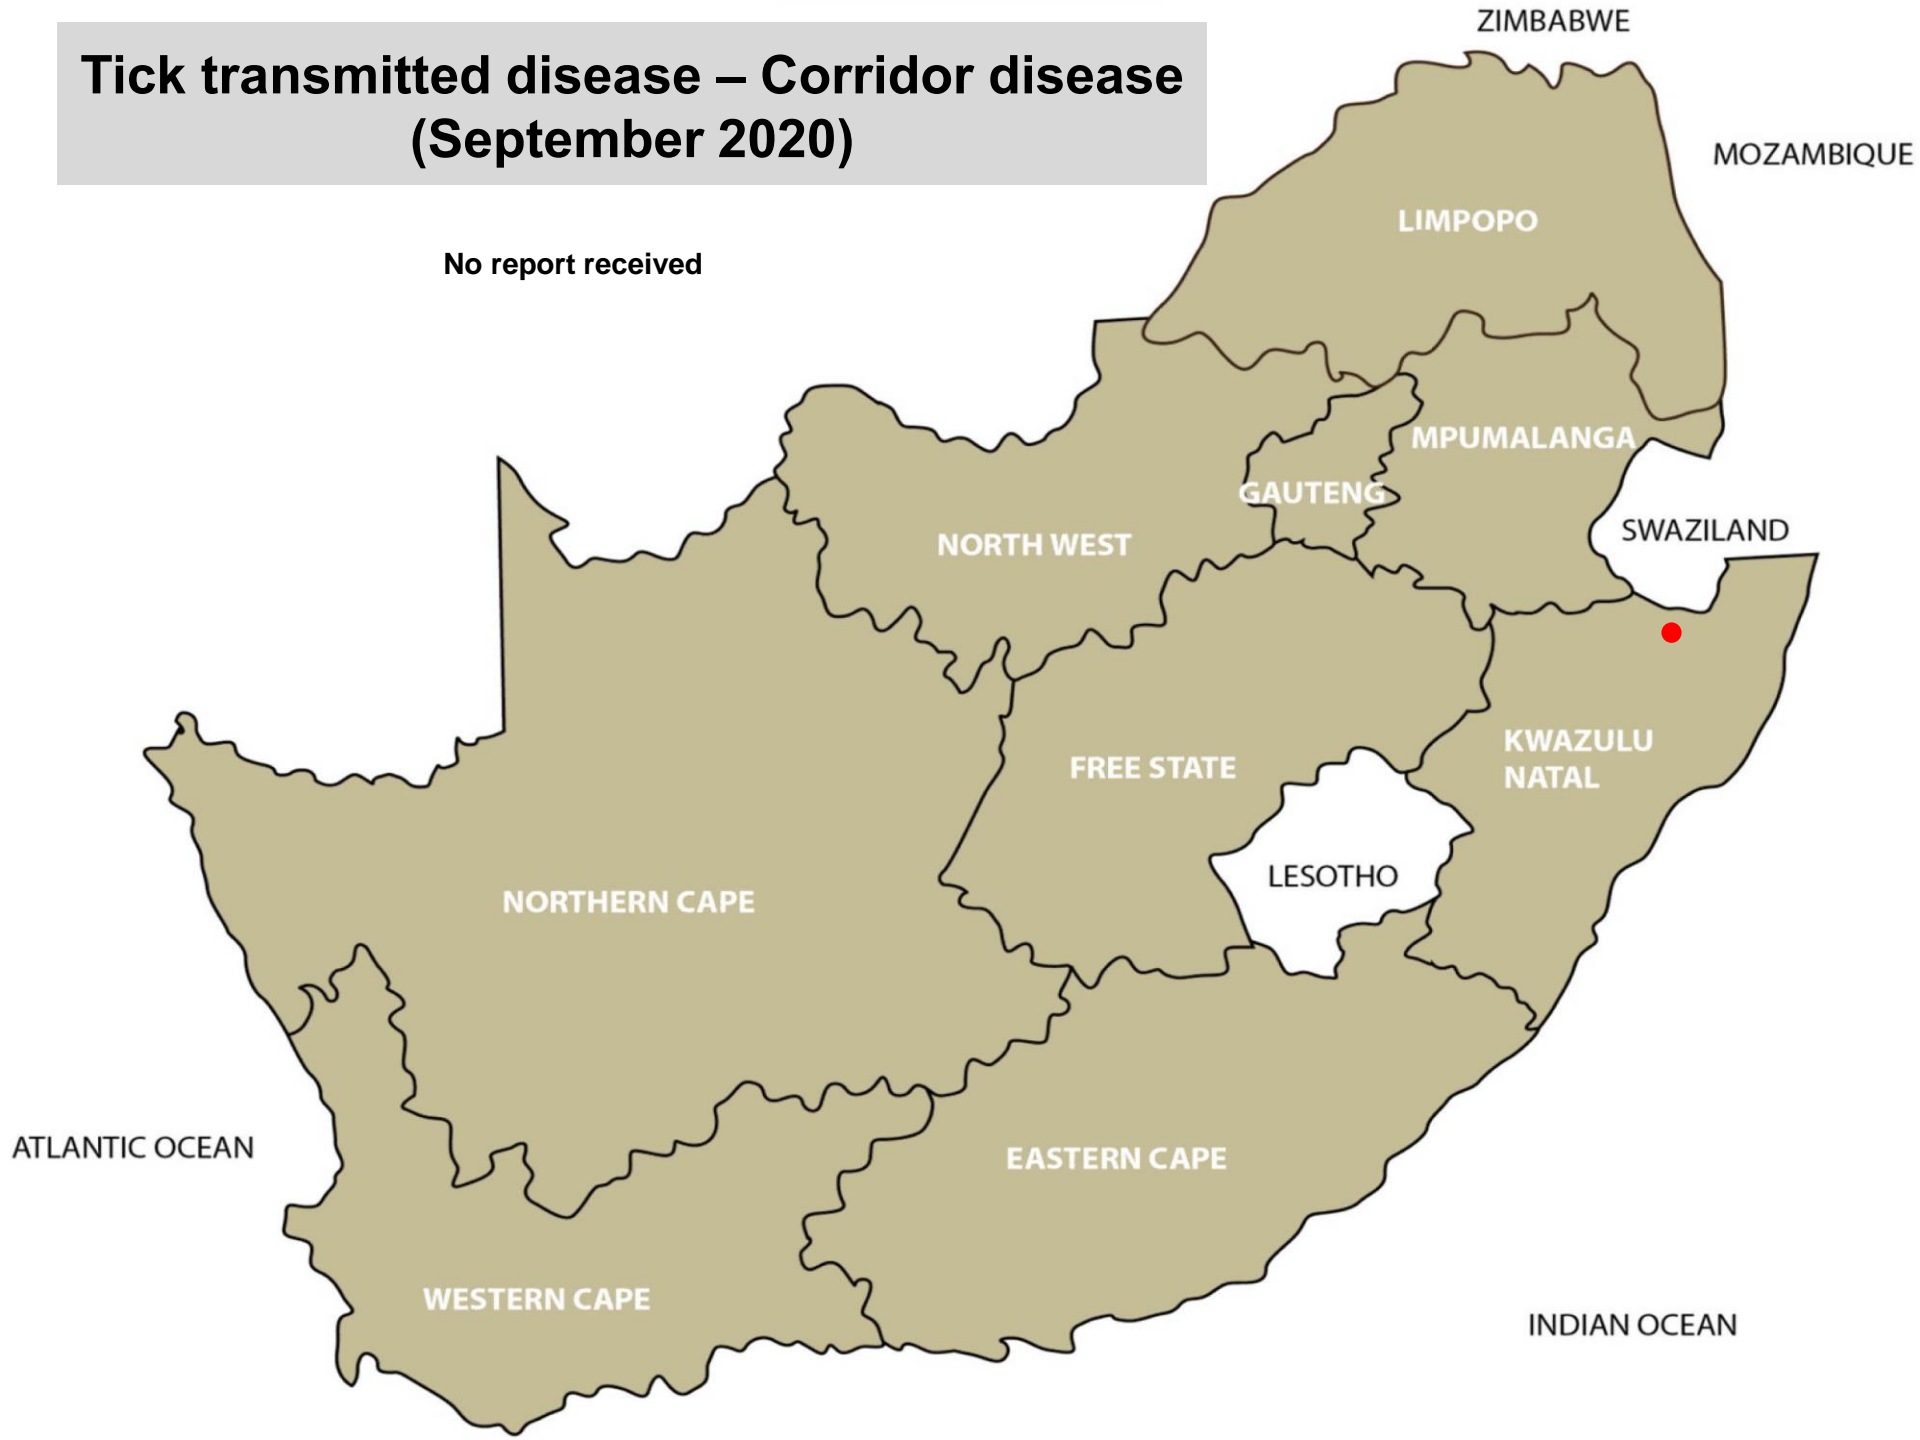 Tick transmitted disease – Corridor disease
(September 2020)
No report received
ZIMBABWE
MOZAMBIQUE
LIMPOPO
MPUMALANGA
GAUTENG
SWAZILAND
NORTH WEST
KWAZULU
NATAL
FREE STATE
LESOTHO
NORTHERN CAPE
ATLANTIC OCEAN
EASTERN CAPE
WESTERN CAPE
INDIAN OCEAN